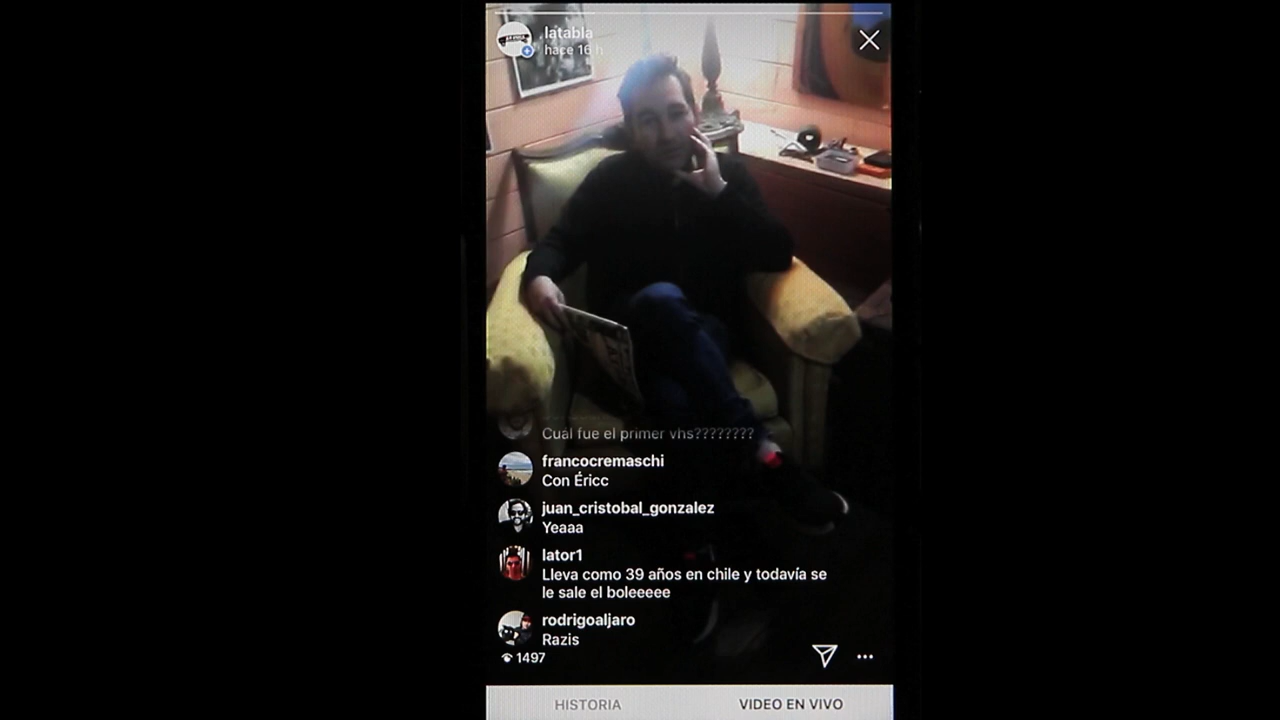 latabla
hace 16 h
Cuál fue el primer vhs????????
francocremaschi
Con Éricc
juan_cristobal_gonzalez
Yeaaa
lator1
Lleva como 39 años en chile y todavía se
le sale el boleeeee
rodrigoaljaro
Razis
1497
HISTORIA
VIDEO EN VIVO